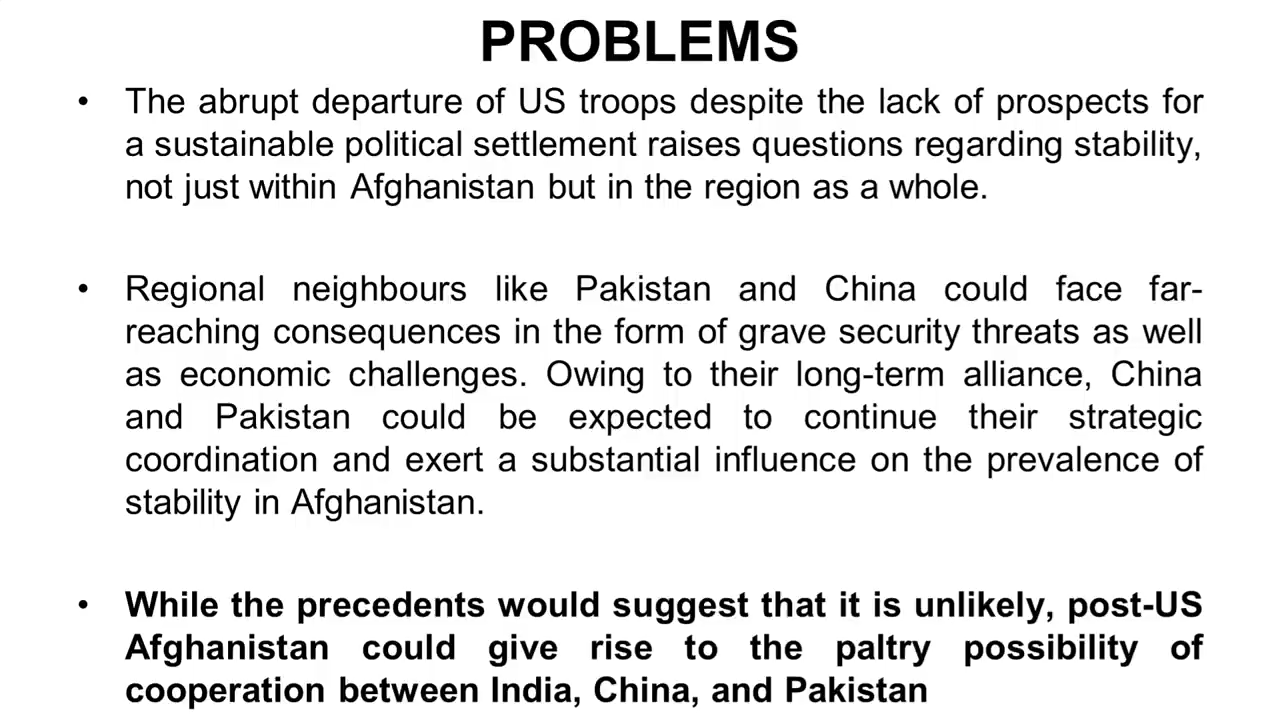 PROBLEMS
• The abrupt departure of US troops despite the lack of prospects for
a sustainable political settlement raises questions regarding stability,
not just within Afghanistan but in the region as a whole.
• Regional neighbours like Pakistan and China could face far-
reaching consequences in the form of grave security threats as well
as economic challenges. Owing to their long-term alliance, China
and Pakistan could be expected to continue their strategic
coordination and exert a substantial influence on the prevalence of
stability in Afghanistan.
• While the precedents would suggest that it is unlikely, post-US
Afghanistan could give rise to the paltry possibility of
cooperation between India, China, and Pakistan